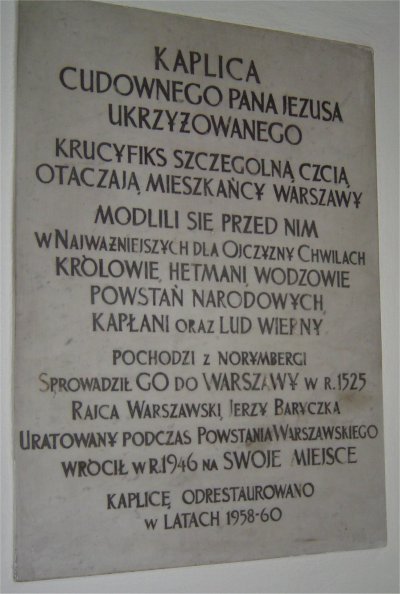 KAPLICA
CUDOWNEGO PANA JEZUSA
UKRZYŻOWANEGO
KRUCYFIKS SZCZEGOLNĄ CZCIĄ
OTACZAJĄ MIESZKAŃCY WARSZAWY
MODLILI SIĘ PRZED NIM
W NAJWAŻNIEJSZYCH DLA OJCZYZNY CHWILACH
KRÓLOWIE, HETMANI, WODZOWIE
POWSTAŃ NARODOWYCH,
KAPŁANI ORAZ LUD WIERNY
POCHODZI Z NORYMBERGI
SPROWADZIŁ GO DO WARSZAWY W R. 1525
RAJCA WARSZAWSKI, JERZY BARYCZKA
URATOWANY PODCZAS POWSTANIA WARSZAWSKIEGO
WRÓCIŁ W R. 1946 NA SWOJE MIEJSCE
KAPLICĘ ODRESTAUROWANO
W LATACH 1958-60